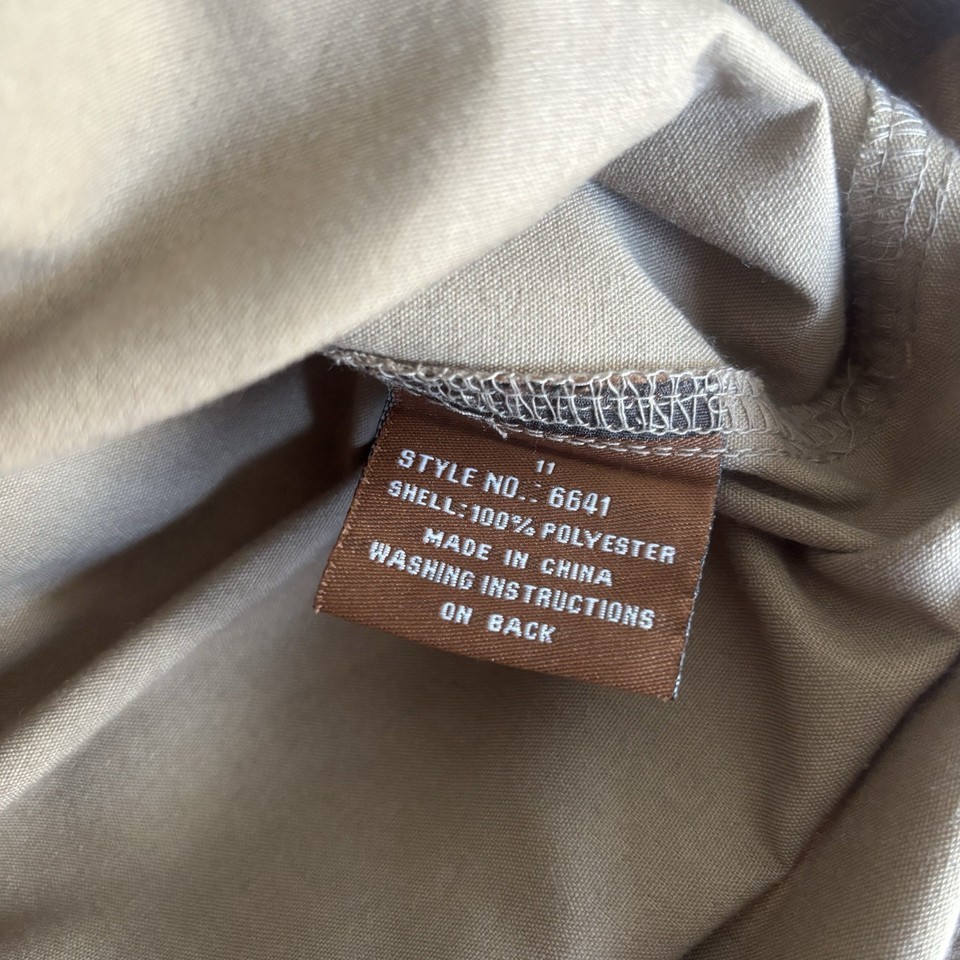 11
STYLE NO.: 6641
SHELL:100% POLYESTER
MADE IN CHINA
WASHING INSTRUCTIONS
ON BACK